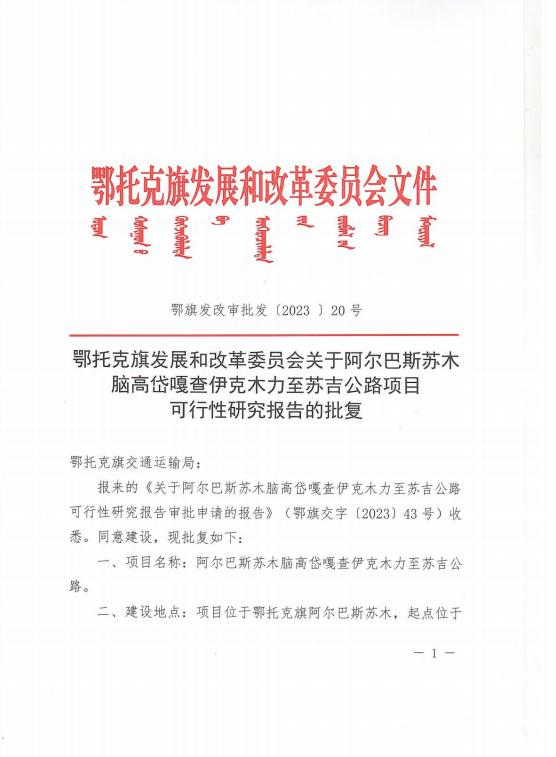 鄂托克旗发展和改革委员会文件
鄂旗发改审批发〔2023 〕20 号
鄂托克旗发展和改革委员会关于阿尔巴斯苏木
脑高岱嘎查伊克木力至苏吉公路项目
可行性研究报告的批复
鄂托克旗交通运输局：
报来的《关于阿尔巴斯苏木脑高岱嘎查伊克木力至苏吉公路
可行性研究报告审批申请的报告》（鄂旗交字〔2023〕43 号）收
悉。同意建设，现批复如下：
一、项目名称：阿尔巴斯苏木脑高岱嘎查伊克木力至苏吉公
路。
二、建设地点：项目位于鄂托克旗阿尔巴斯苏木，起点位于
— 1 —